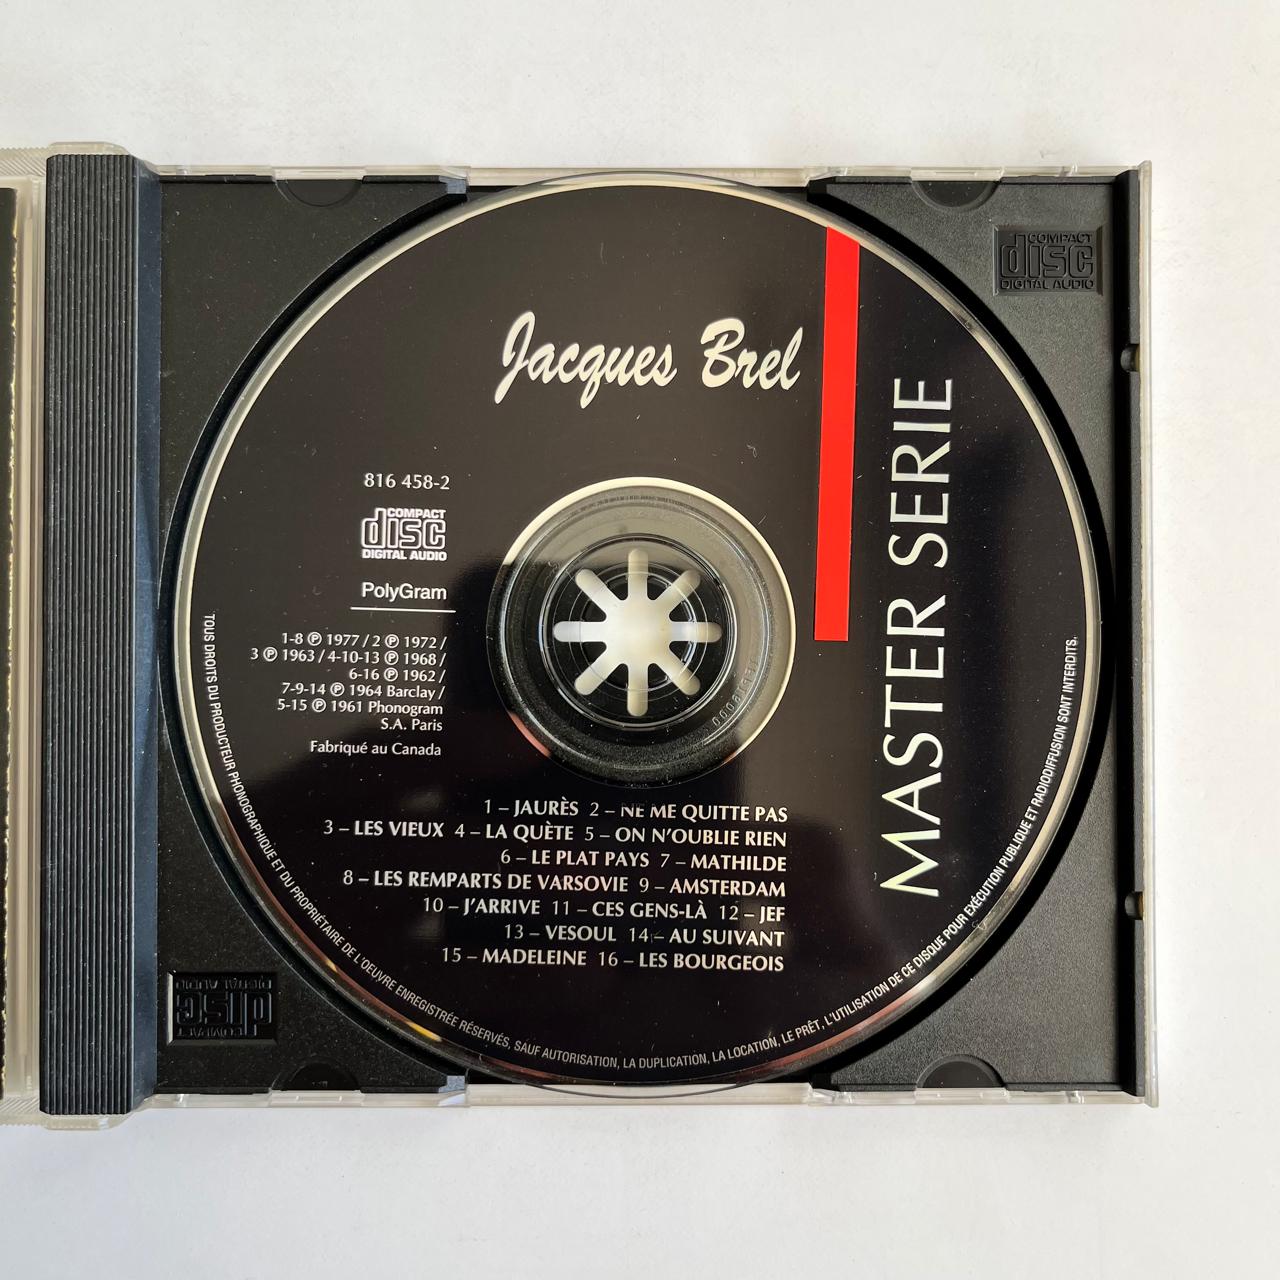 Jacques Brel
MASTER SERIE
816 458-2
COMPACT
disc
DIGITAL AUDIO
PolyGram
1-8 ℗ 1977 / 2 ℗ 1972 /
3 ℗ 1963 / 4-10-13 ℗ 1968 /
6-16 ℗ 1962 /
7-9-14 ℗ 1964 Barclay /
5-15 ℗ 1961 Phonogram
S.A. Paris
Fabriqué au Canada
1 – JAURÈS 2 – NE ME QUITTE PAS
3 – LES VIEUX 4 – LA QUÈTE 5 – ON N'OUBLIE RIEN
6 – LE PLAT PAYS 7 – MATHILDE
8 – LES REMPARTS DE VARSOVIE 9 – AMSTERDAM
10 – J'ARRIVE 11 – CES GENS-LÀ 12 – JEF
13 – VESOUL 14 – AU SUIVANT
15 – MADELEINE 16 – LES BOURGEOIS
TOUS DROITS DU PRODUCTEUR PHONOGRAPHIQUE ET DU PROPRIÉTAIRE DE L'OEUVRE ENREGISTRÉE RÉSERVÉS, SAUF AUTORISATION, LA DUPLICATION, LA LOCATION, LE PRÊT, L'UTILISATION DE CE DISQUE POUR EXÉCUTION PUBLIQUE ET RADIODIFFUSION SONT INTERDITS.
COMPACT
disc
DIGITAL AUDIO
COMPACT
disc
DIGITAL AUDIO